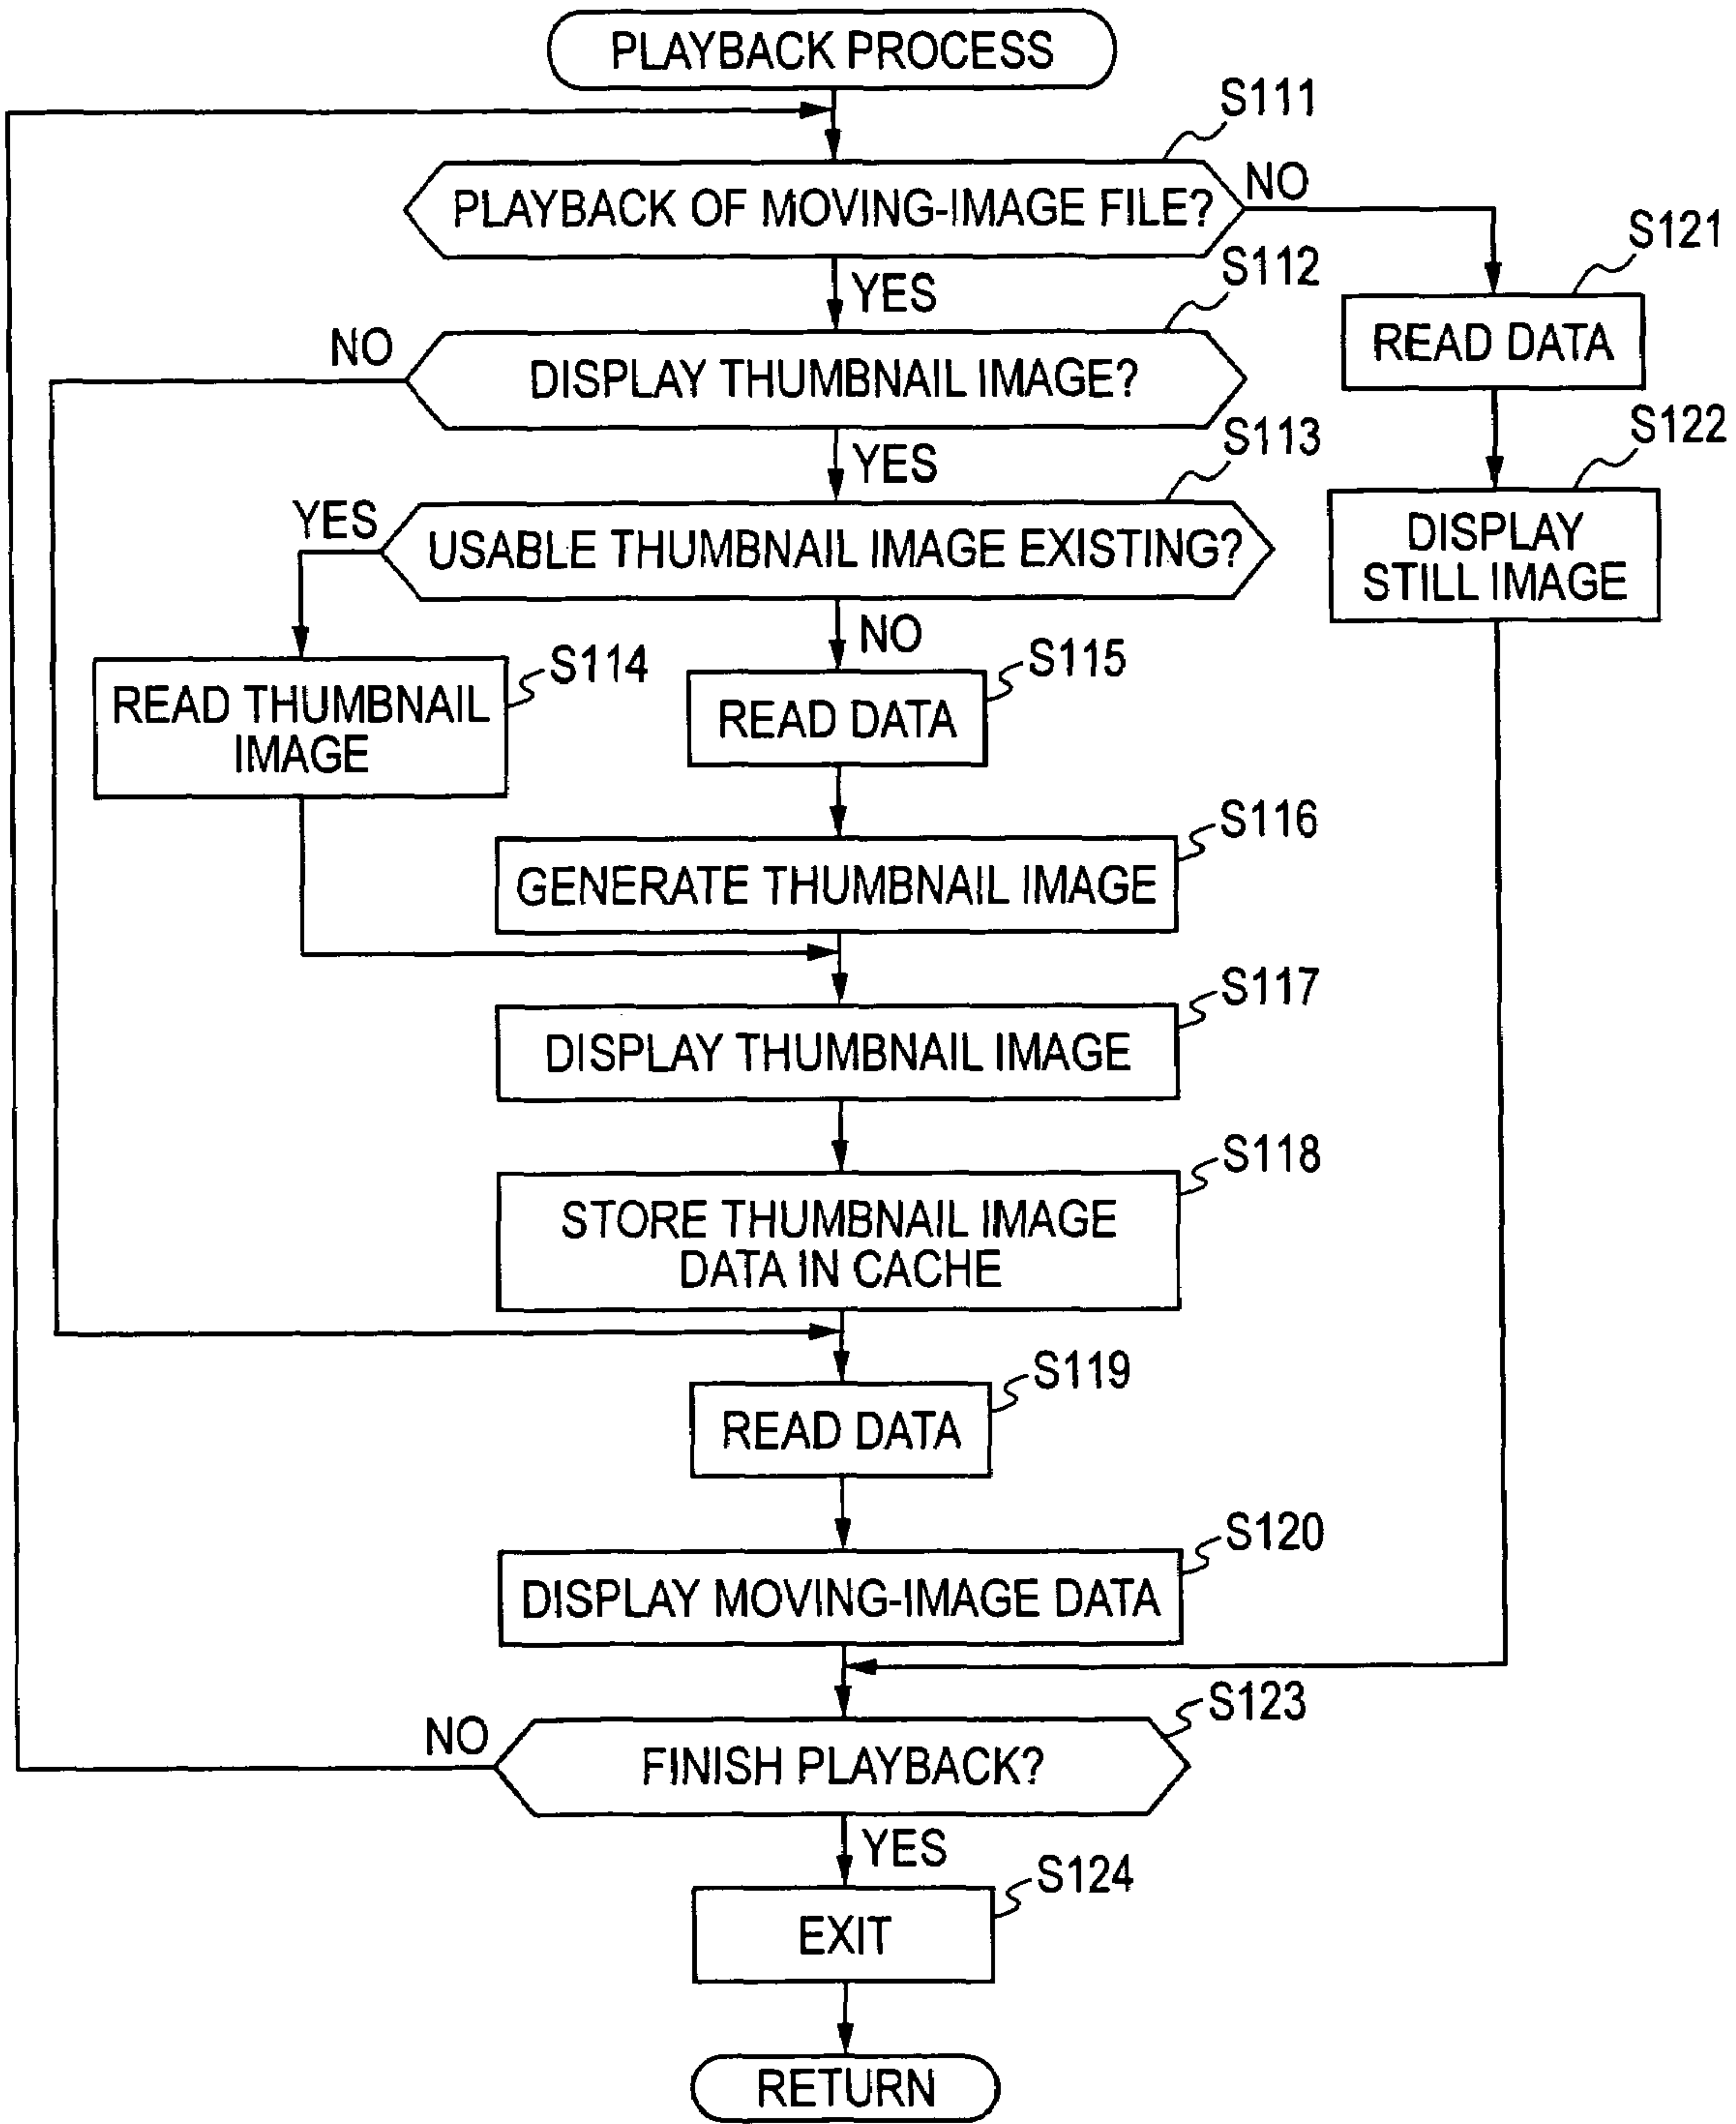 PLAYBACK PROCESS
S111
PLAYBACK OF MOVING-IMAGE FILE?
NO
YES
S112
S121
READ DATA
NO
DISPLAY THUMBNAIL IMAGE?
YES
S113
S122
DISPLAY
STILL IMAGE
YES
USABLE THUMBNAIL IMAGE EXISTING?
NO
S114
READ THUMBNAIL
IMAGE
S115
READ DATA
S116
GENERATE THUMBNAIL IMAGE
S117
DISPLAY THUMBNAIL IMAGE
S118
STORE THUMBNAIL IMAGE
DATA IN CACHE
S119
READ DATA
S120
DISPLAY MOVING-IMAGE DATA
S123
NO
FINISH PLAYBACK?
YES
S124
EXIT
RETURN